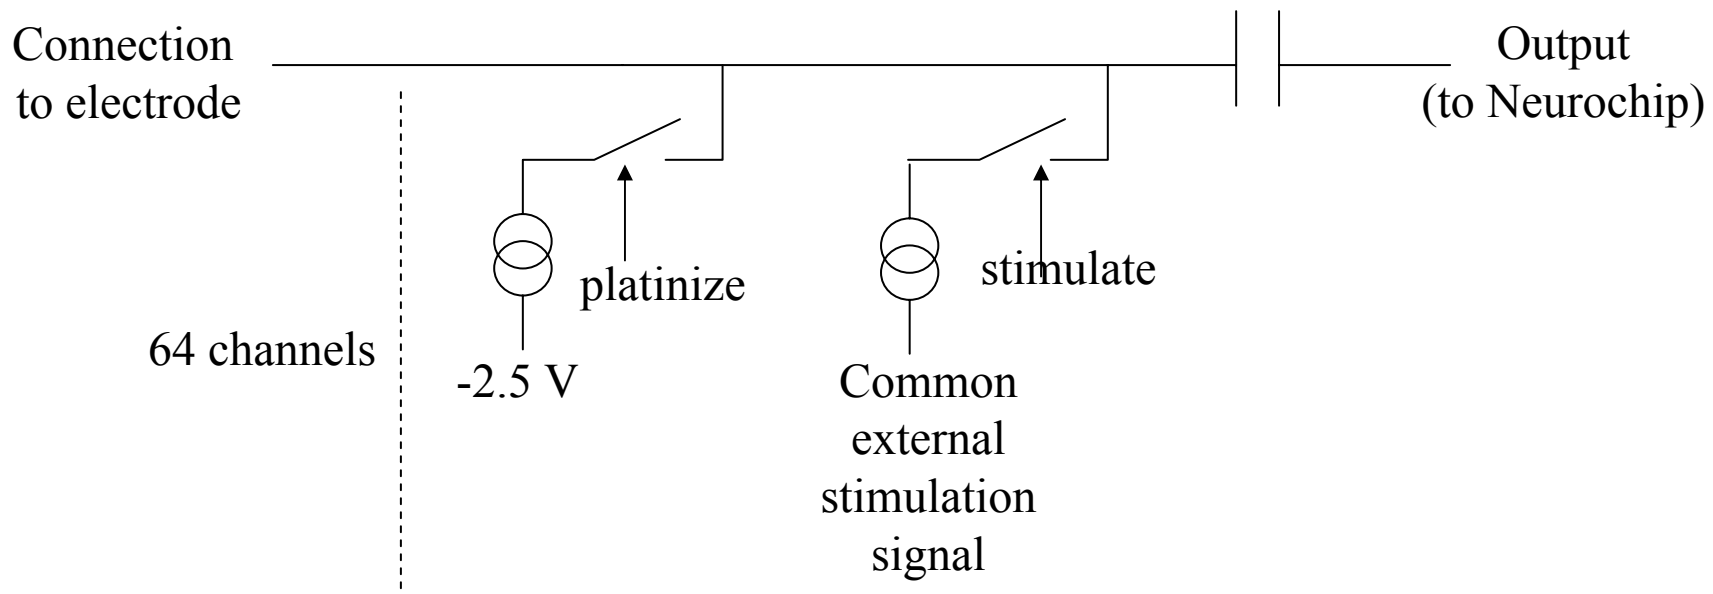 Connection
to electrode
Output
(to Neurochip)
platinize
stimulate
64 channels
-2.5 V
Common
external
stimulation
signal